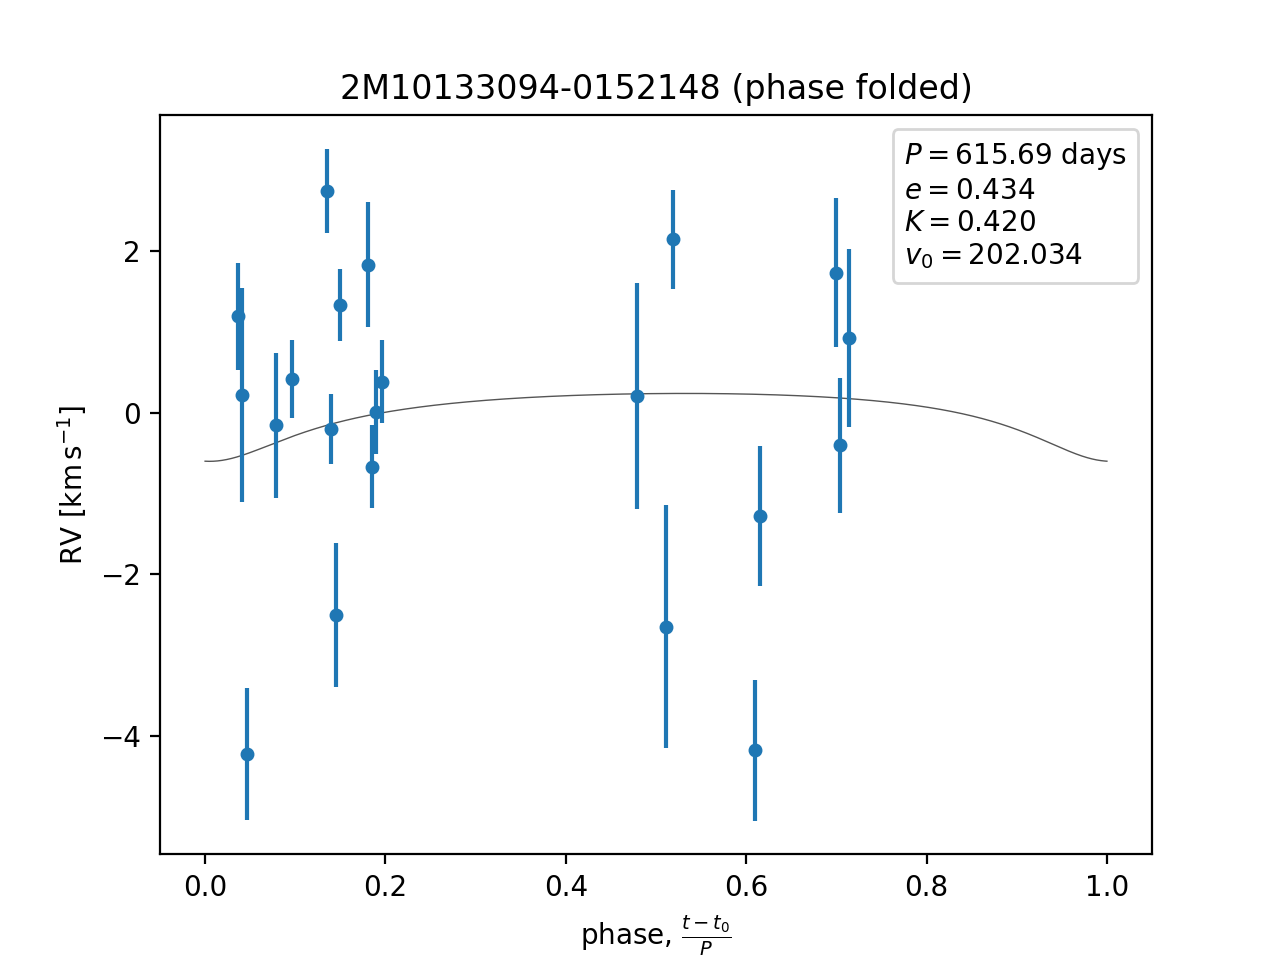 2M10133094-0152148 (phase folded)
P = 615.69 days
e = 0.434
K = 0.420
v₀ = 202.034
RV [km s⁻¹]
2
0
−2
−4
0.0 0.2 0.4 0.6 0.8 1.0
phase, (t − t₀)/P